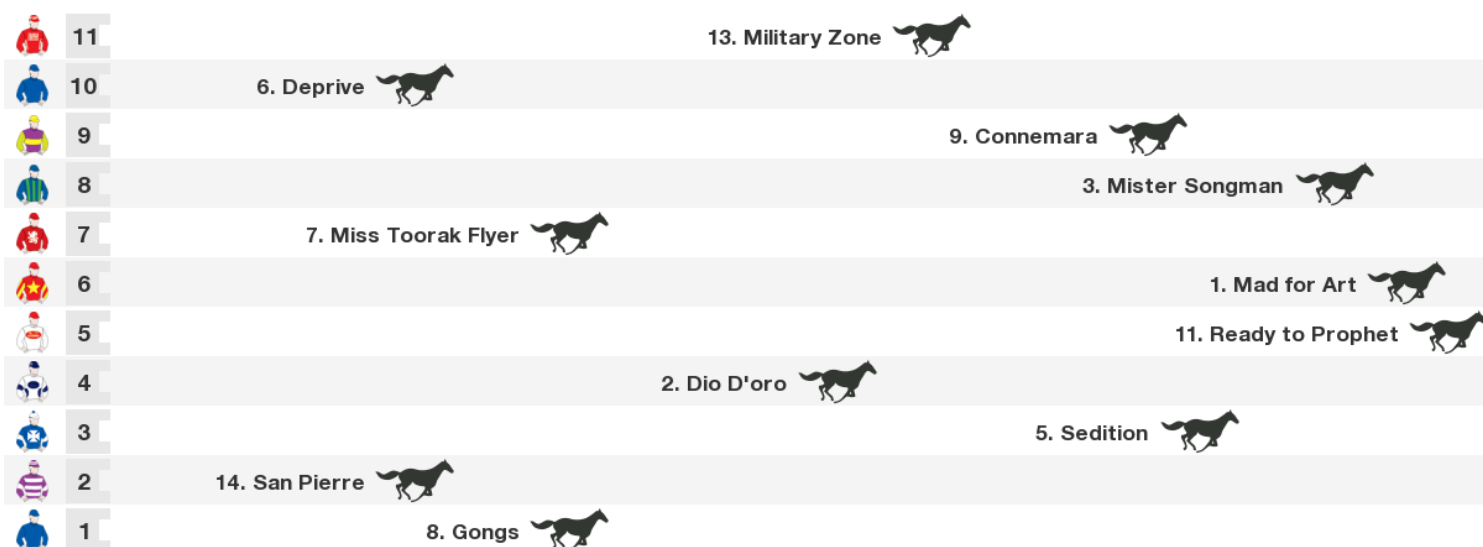 11 13. Military Zone
10 6. Deprive
9 9. Connemara
8 3. Mister Songman
7 7. Miss Toorak Flyer
6 1. Mad for Art
5 11. Ready to Prophet
4 2. Dio D'oro
3 5. Sedition
2 14. San Pierre
1 8. Gongs